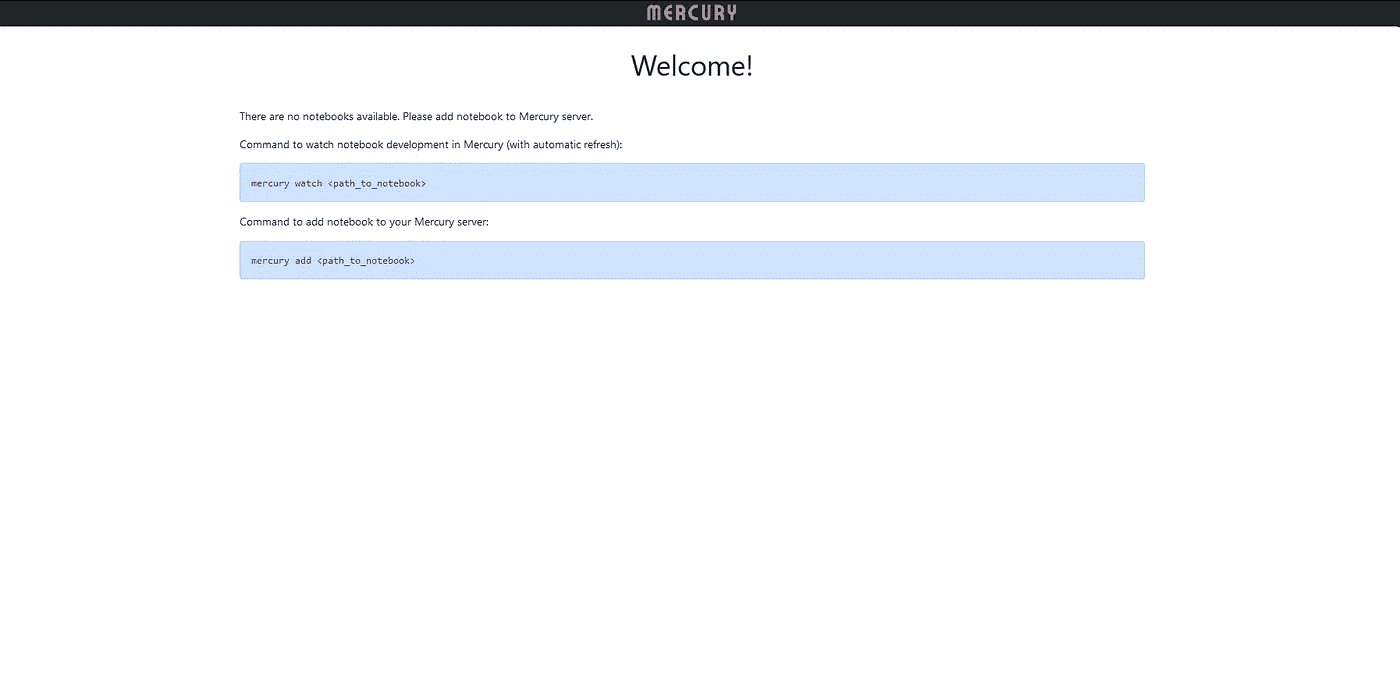 MERCURY
Welcome!
There are no notebooks available. Please add notebook to Mercury server.
Command to watch notebook development in Mercury (with automatic refresh):
mercury watch <path_to_notebook>
Command to add notebook to your Mercury server:
mercury add <path_to_notebook>